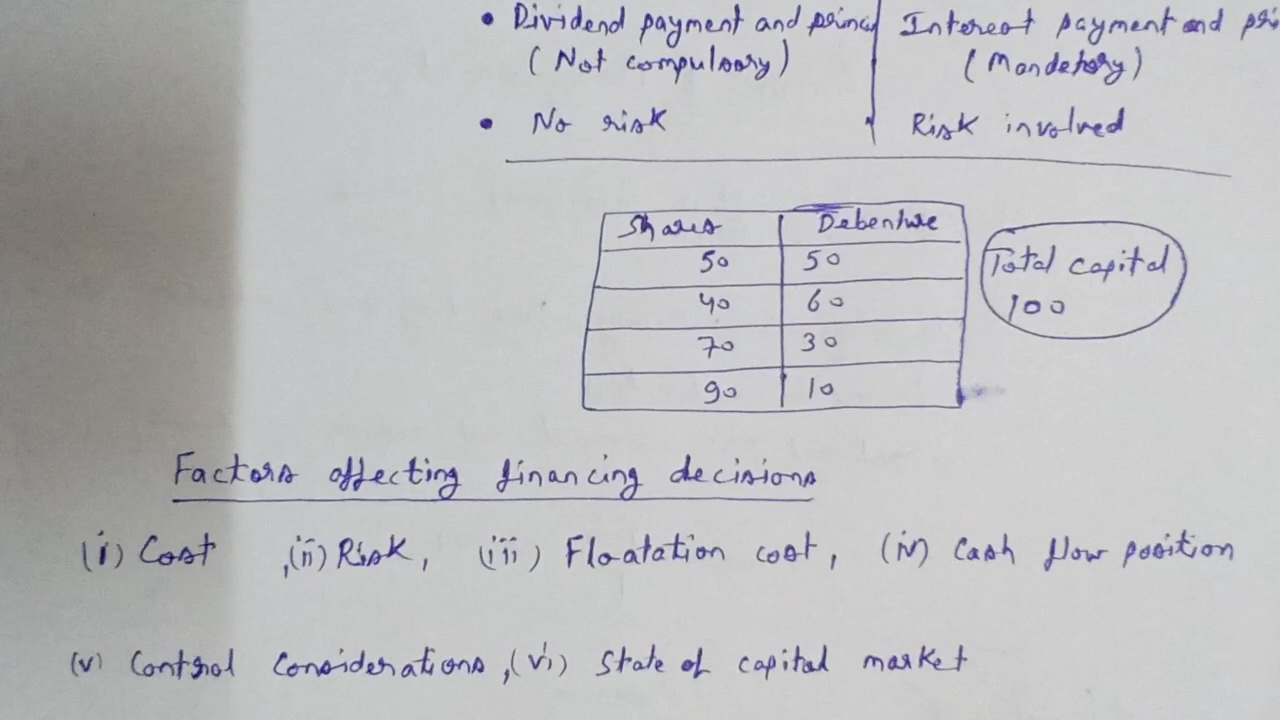 • Dividend payment and princ Interest payment and pri
(Not compulsory) (Mandetory)
• No risk Risk involved
Shares Debenture
50 50
40 60
70 30
90 10
Total capital
100
Factors affecting financing decisions
(i) Cost ,(ii) Risk, (iii) Floatation cost, (iv) Cash flow position
(v) Control Considerations ,(vi) State of capital market